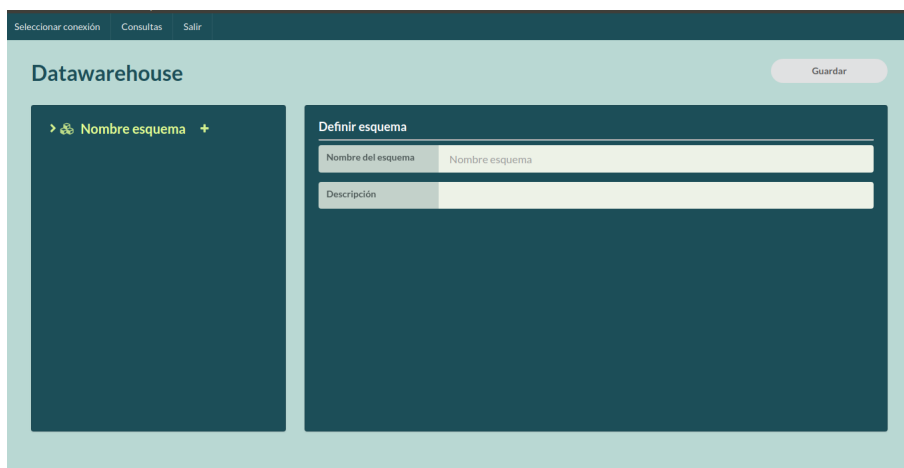 Seleccionar conexión Consultas Salir
Datawarehouse
Guardar
Nombre esquema +
Definir esquema
Nombre del esquema Nombre esquema
Descripción